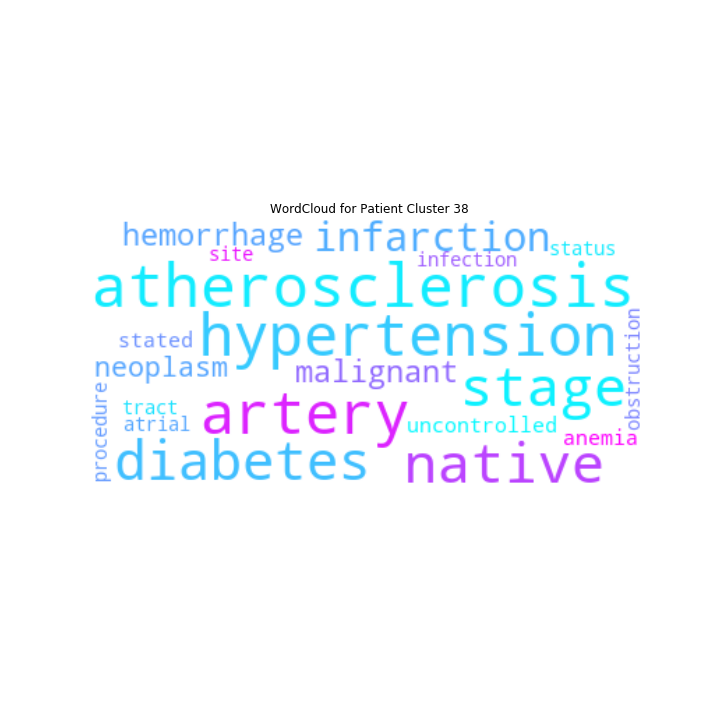 WordCloud for Patient Cluster 38
hemorrhage infarction
status
site
infection
atherosclerosis
hypertension
stated
neoplasm
malignant
stage
obstruction
procedure
tract
artery
atrial
uncontrolled
anemia
diabetes
native